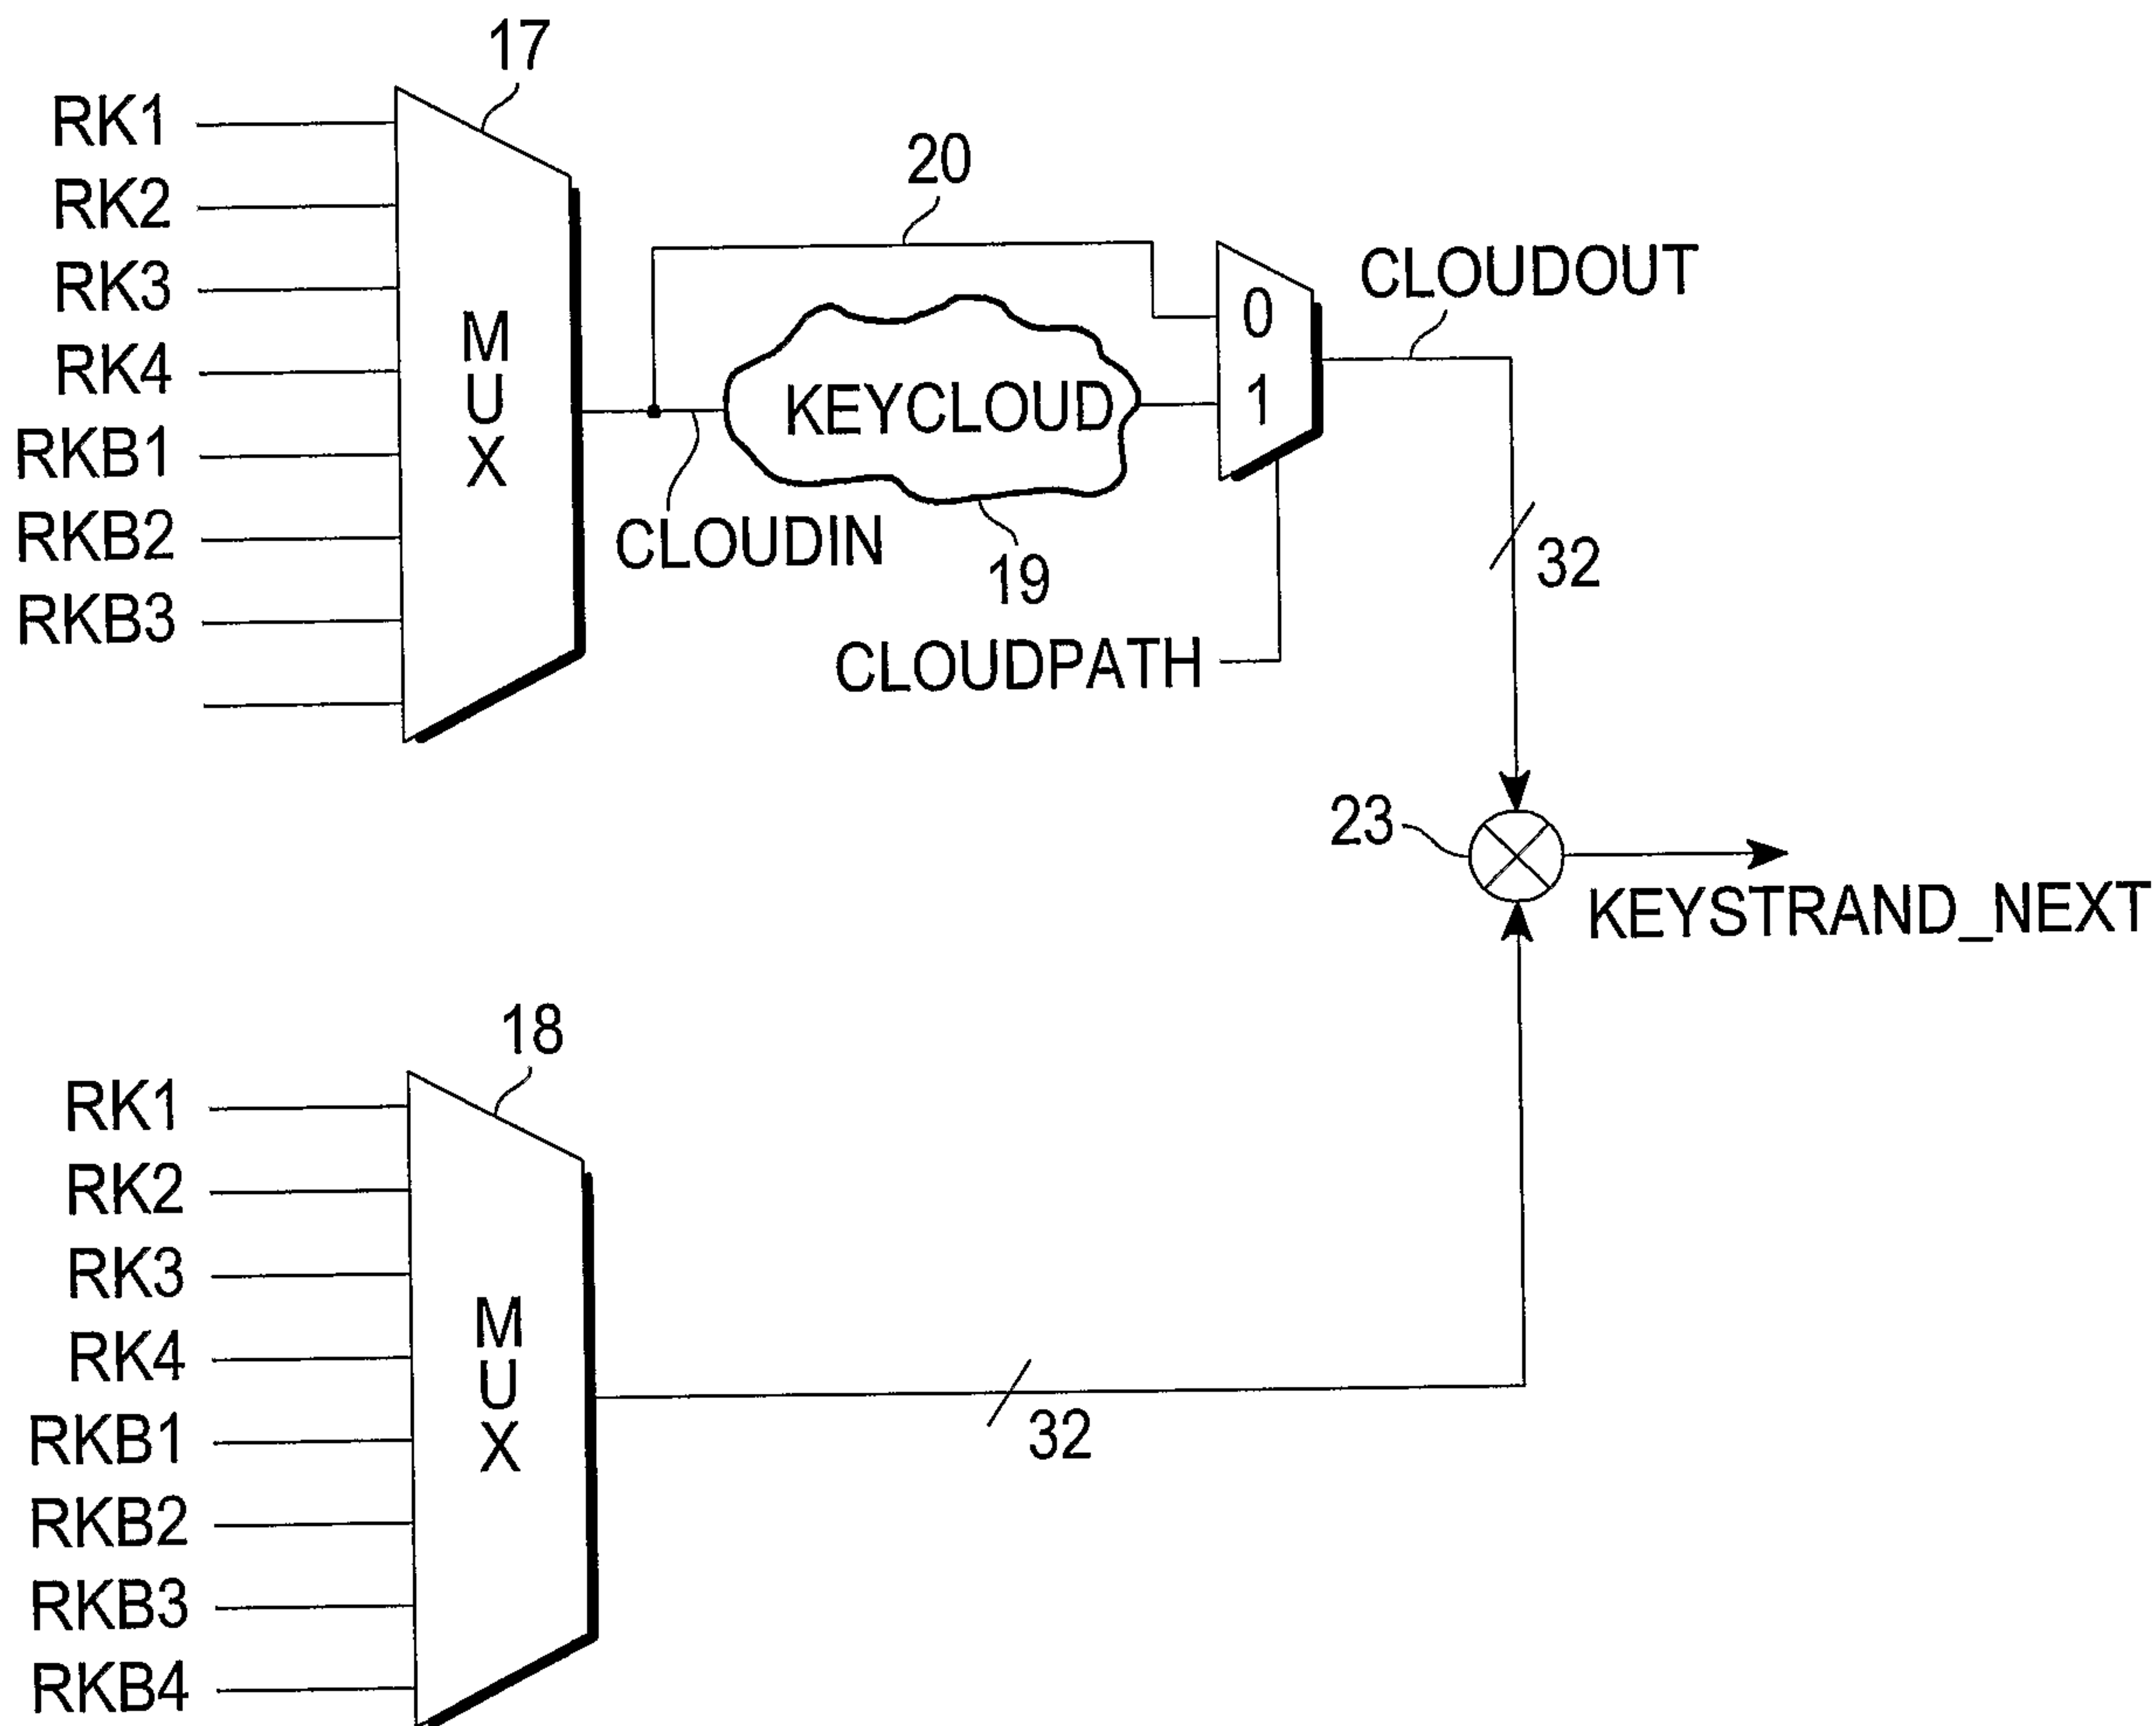 17
RK1
RK2
RK3
RK4
RKB1
RKB2
RKB3
MUX
20
CLOUDIN
KEYCLOUD
19
0
1
CLOUDPATH
CLOUDOUT
32
23
KEYSTRAND_NEXT
18
RK1
RK2
RK3
RK4
RKB1
RKB2
RKB3
RKB4
MUX
32